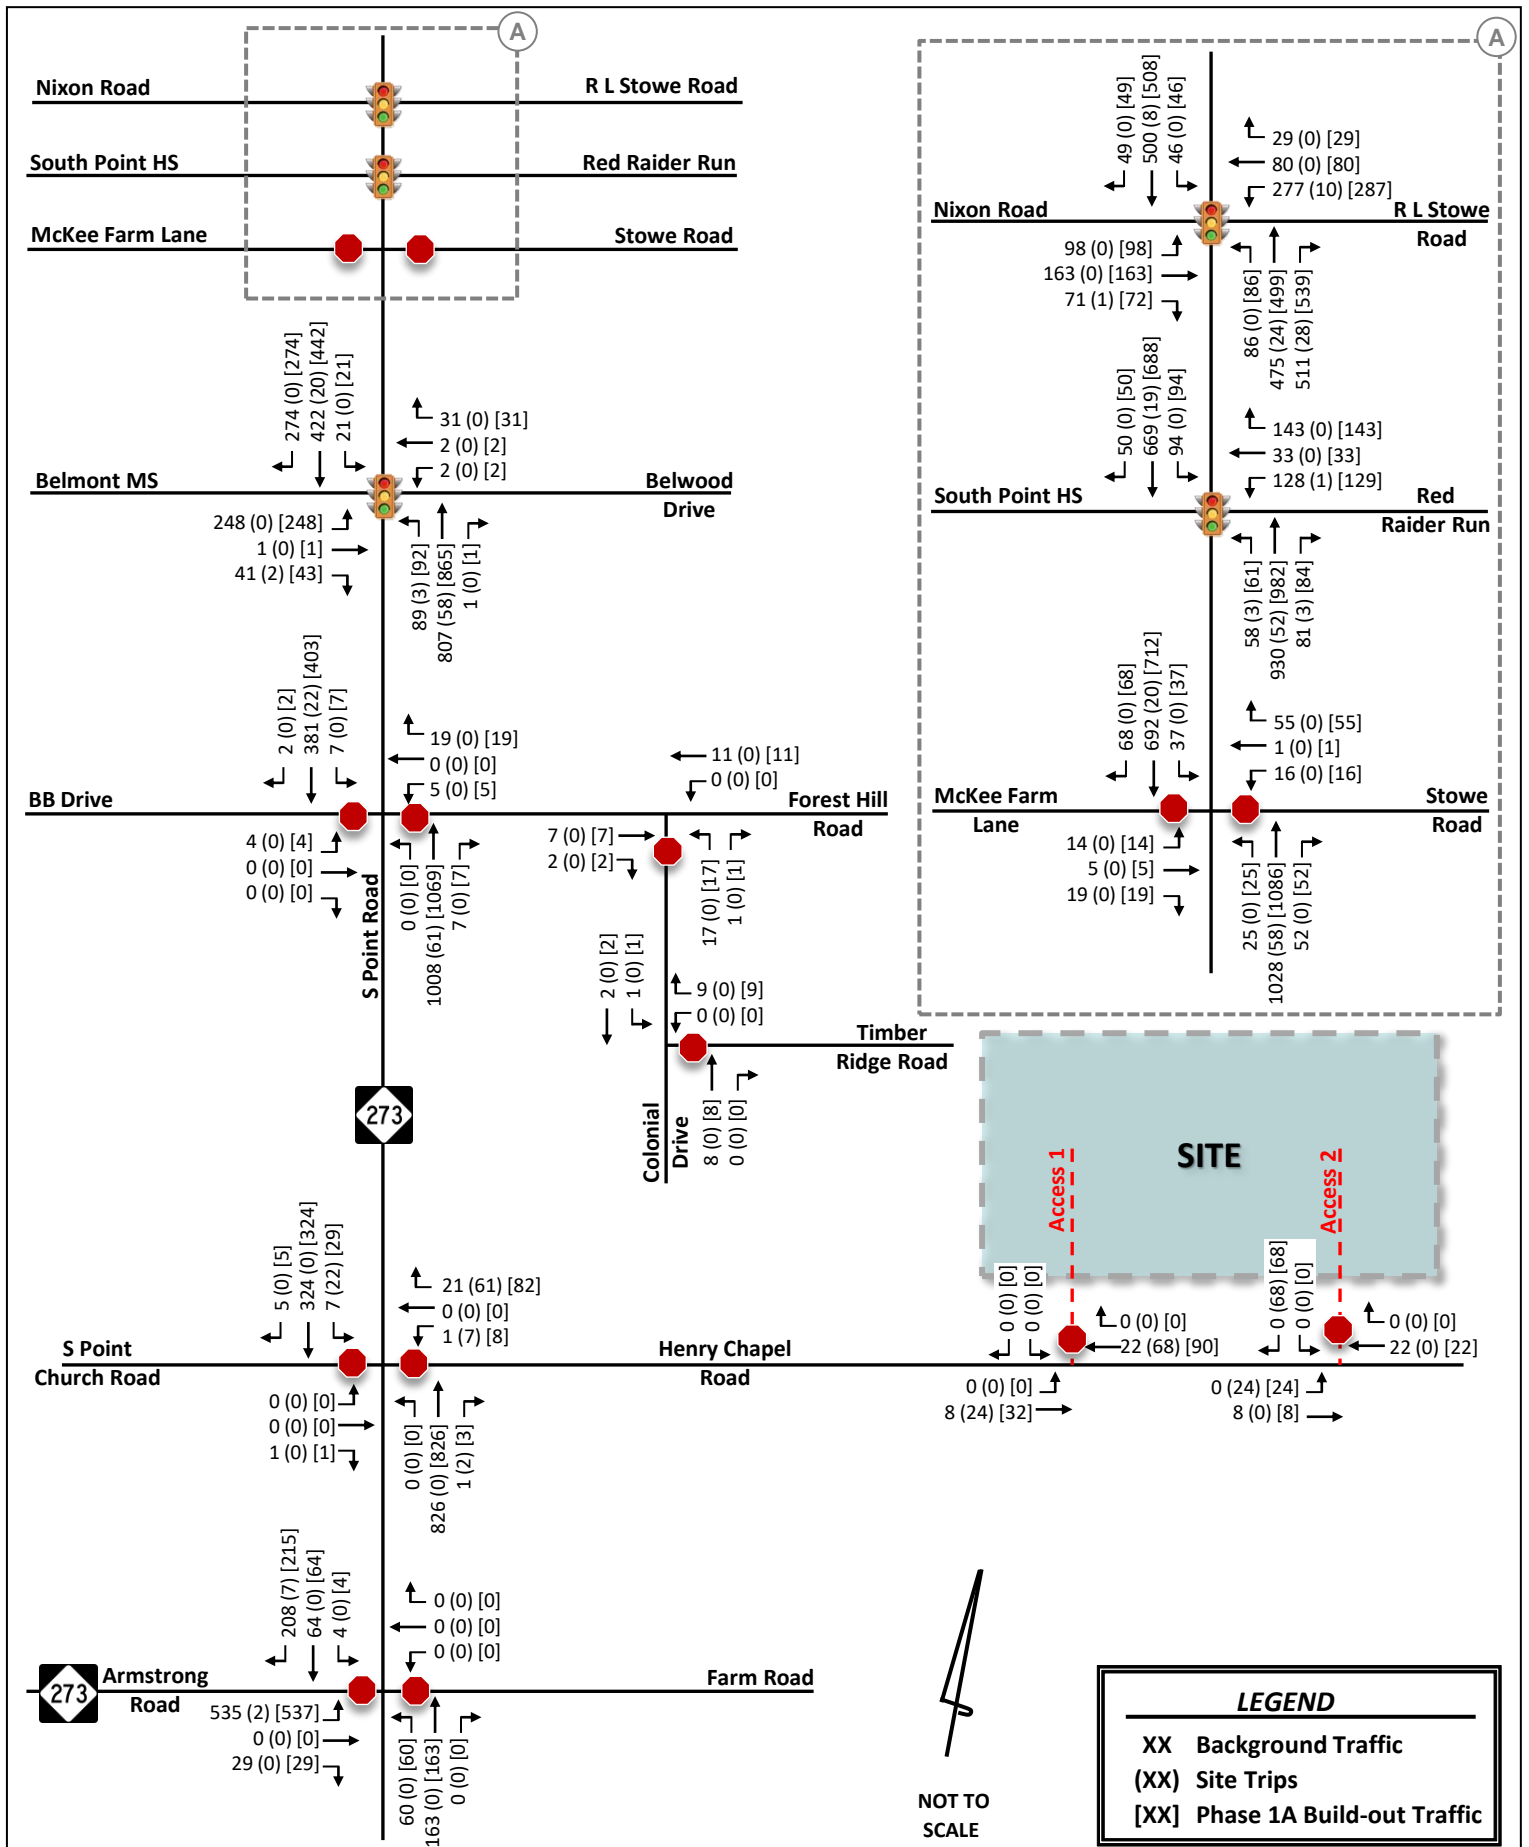 A
Nixon Road
R L Stowe Road
South Point HS
Red Raider Run
McKee Farm Lane
Stowe Road
274 (0) [274]
422 (20) [442]
21 (0) [21]
31 (0) [31]
2 (0) [2]
2 (0) [2]
Belmont MS
Belwood
Drive
248 (0) [248]
1 (0) [1]
41 (2) [43]
89 (3) [92]
807 (58) [865]
1 (0) [1]
2 (0) [2]
381 (22) [403]
7 (0) [7]
19 (0) [19]
0 (0) [0]
5 (0) [5]
BB Drive
Forest Hill
Road
4 (0) [4]
0 (0) [0]
0 (0) [0]
0 (0) [0]
1008 (61) [1069]
7 (0) [7]
S Point Road
11 (0) [11]
0 (0) [0]
7 (0) [7]
2 (0) [2]
17 (0) [17]
1 (0) [1]
2 (0) [2]
1 (0) [1]
9 (0) [9]
0 (0) [0]
Timber
Ridge Road
8 (0) [8]
0 (0) [0]
Colonial
Drive
273
5 (0) [5]
324 (0) [324]
7 (22) [29]
21 (61) [82]
0 (0) [0]
1 (7) [8]
S Point
Church Road
Henry Chapel
Road
0 (0) [0]
0 (0) [0]
1 (0) [1]
0 (0) [0]
826 (0) [826]
1 (2) [3]
208 (7) [215]
64 (0) [64]
4 (0) [4]
0 (0) [0]
0 (0) [0]
0 (0) [0]
273
Armstrong
Road
Farm Road
535 (2) [537]
0 (0) [0]
29 (0) [29]
60 (0) [60]
163 (0) [163]
0 (0) [0]
A
49 (0) [49]
500 (8) [508]
46 (0) [46]
29 (0) [29]
80 (0) [80]
277 (10) [287]
Nixon Road
R L Stowe
Road
98 (0) [98]
163 (0) [163]
71 (1) [72]
86 (0) [86]
475 (24) [499]
511 (28) [539]
50 (0) [50]
669 (19) [688]
94 (0) [94]
143 (0) [143]
33 (0) [33]
128 (1) [129]
South Point HS
Red
Raider Run
58 (3) [61]
930 (52) [982]
81 (3) [84]
68 (0) [68]
692 (20) [712]
37 (0) [37]
55 (0) [55]
1 (0) [1]
16 (0) [16]
McKee Farm
Lane
Stowe
Road
14 (0) [14]
5 (0) [5]
19 (0) [19]
25 (0) [25]
1028 (58) [1086]
52 (0) [52]
SITE
Access 1
Access 2
0 (0) [0]
0 (0) [0]
0 (0) [0]
22 (68) [90]
0 (0) [0]
8 (24) [32]
0 (68) [68]
0 (0) [0]
0 (0) [0]
22 (0) [22]
0 (24) [24]
8 (0) [8]
NOT TO
SCALE
LEGEND
XX Background Traffic
(XX) Site Trips
[XX] Phase 1A Build-out Traffic